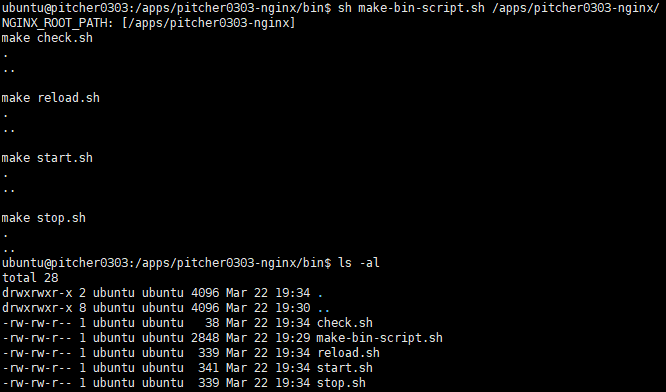 ubuntu@pitcher0303:/apps/pitcher0303-nginx/bin$ sh make-bin-script.sh /apps/pitcher0303-nginx/
NGINX_ROOT_PATH: [/apps/pitcher0303-nginx]
make check.sh
.
..
make reload.sh
.
..
make start.sh
.
..
make stop.sh
.
..
ubuntu@pitcher0303:/apps/pitcher0303-nginx/bin$ ls -al
total 28
drwxrwxr-x 2 ubuntu ubuntu 4096 Mar 22 19:34 .
drwxrwxr-x 8 ubuntu ubuntu 4096 Mar 22 19:30 ..
-rw-rw-r-- 1 ubuntu ubuntu   38 Mar 22 19:34 check.sh
-rw-rw-r-- 1 ubuntu ubuntu 2848 Mar 22 19:29 make-bin-script.sh
-rw-rw-r-- 1 ubuntu ubuntu  339 Mar 22 19:34 reload.sh
-rw-rw-r-- 1 ubuntu ubuntu  341 Mar 22 19:34 start.sh
-rw-rw-r-- 1 ubuntu ubuntu  339 Mar 22 19:34 stop.sh